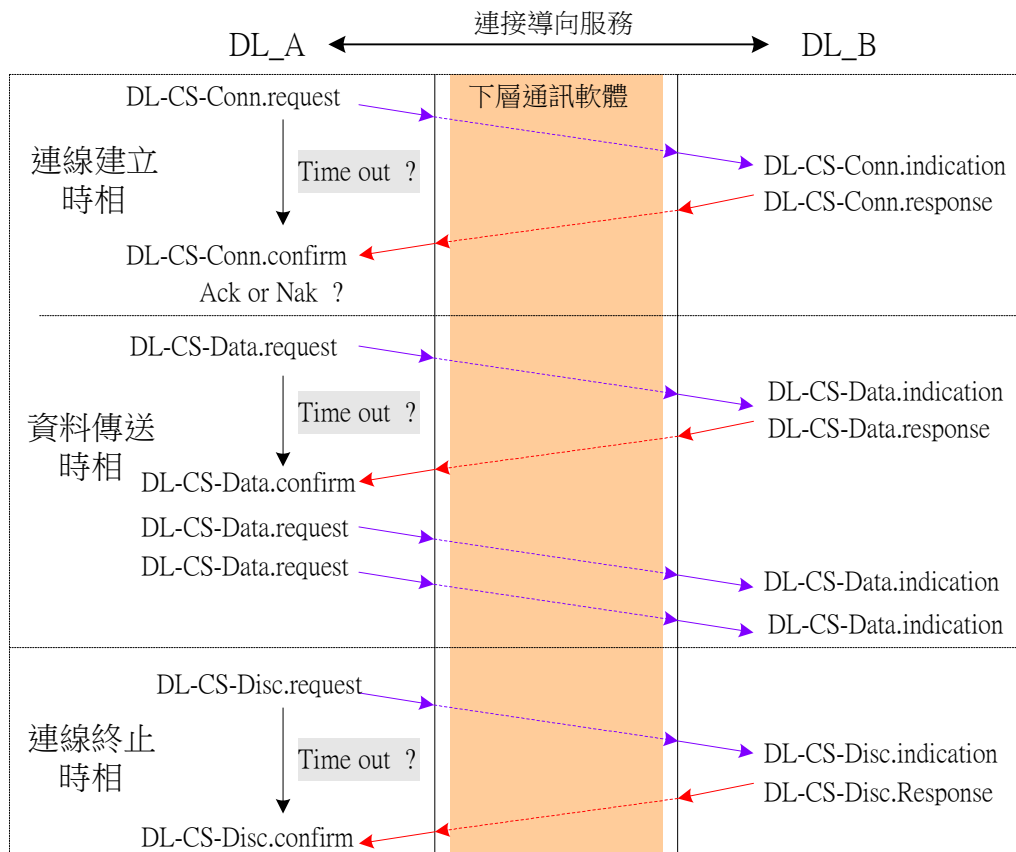 連接導向服務
DL_A
DL_B
下層通訊軟體
連線建立
時相
DL-CS-Conn.request
Time out ?
DL-CS-Conn.indication
DL-CS-Conn.response
DL-CS-Conn.confirm
Ack or Nak ?
資料傳送
時相
DL-CS-Data.request
Time out ?
DL-CS-Data.indication
DL-CS-Data.response
DL-CS-Data.confirm
DL-CS-Data.request
DL-CS-Data.request
DL-CS-Data.indication
DL-CS-Data.indication
連線終止
時相
DL-CS-Disc.request
Time out ?
DL-CS-Disc.indication
DL-CS-Disc.Response
DL-CS-Disc.confirm